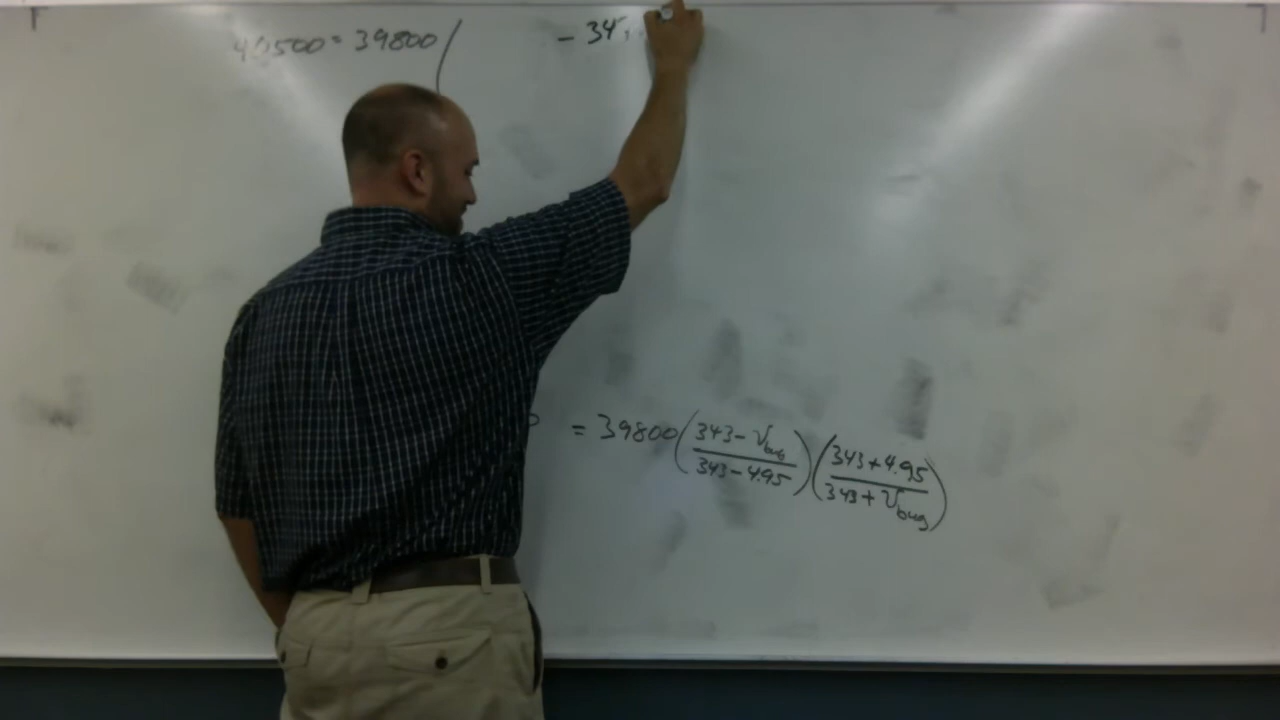 40500 = 39800 ( - 34
= 39800 ( (343 - V_bug) / (343 - 4.95) ) ( (343 + 4.95) / (343 + V_bug) )